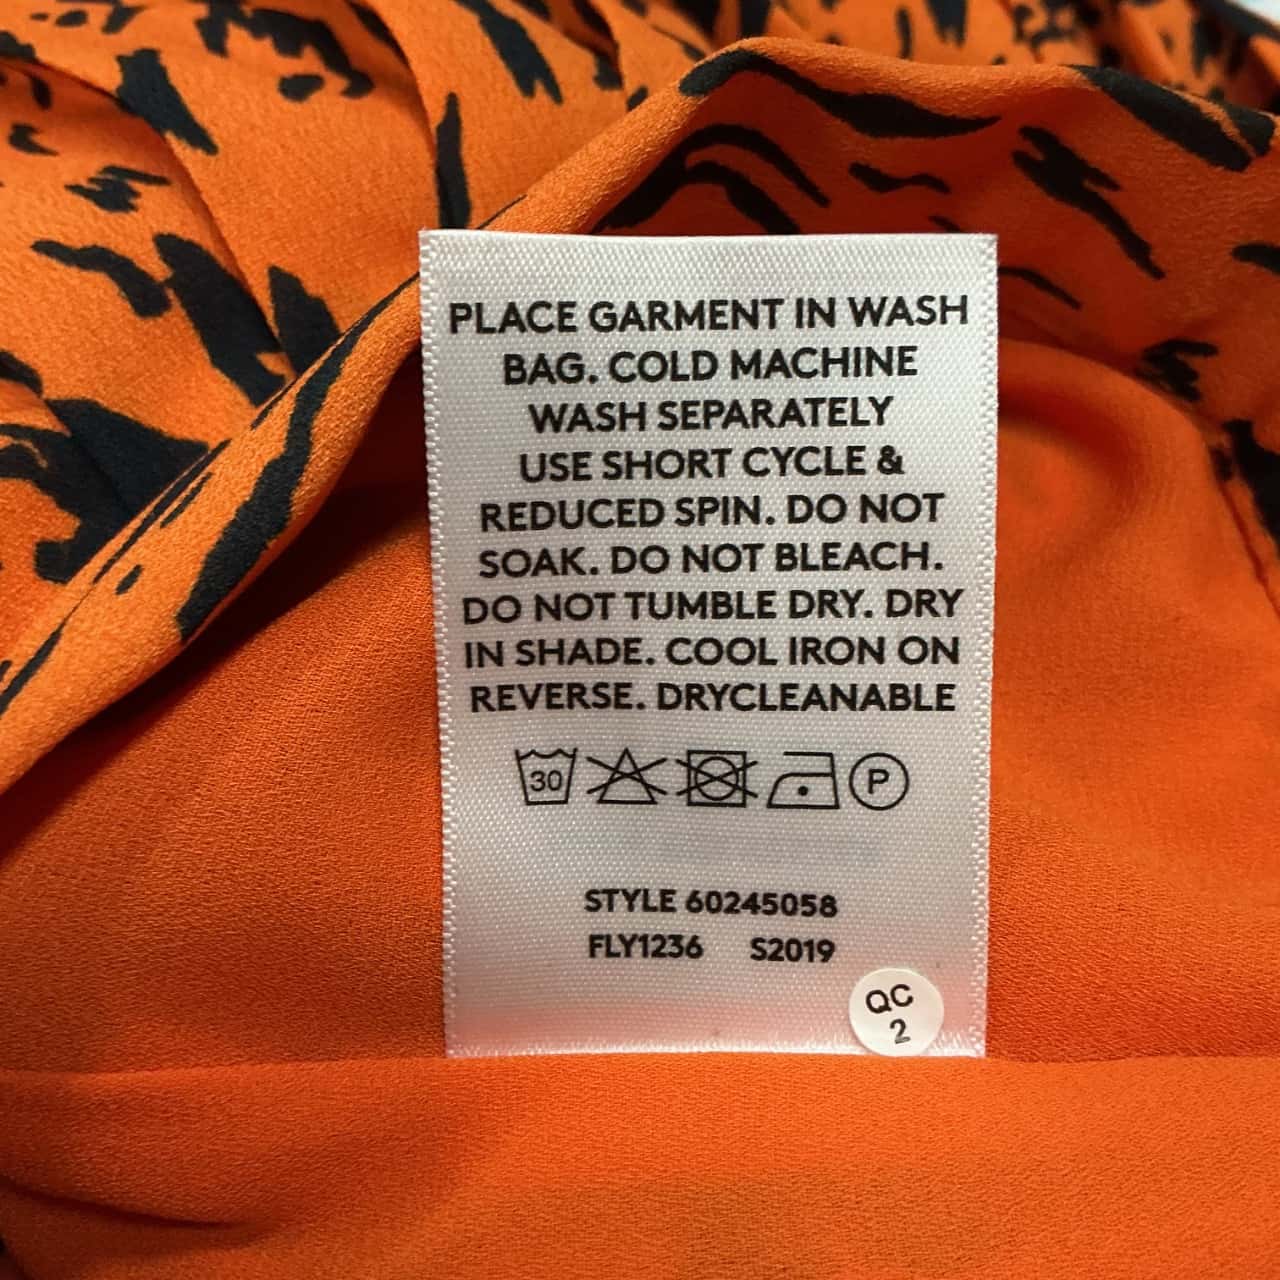 PLACE GARMENT IN WASH
BAG. COLD MACHINE
WASH SEPARATELY
USE SHORT CYCLE &
REDUCED SPIN. DO NOT
SOAK. DO NOT BLEACH.
DO NOT TUMBLE DRY. DRY
IN SHADE. COOL IRON ON
REVERSE. DRYCLEANABLE
30 P
STYLE 60245058
FLY1236 S2019
QC
2